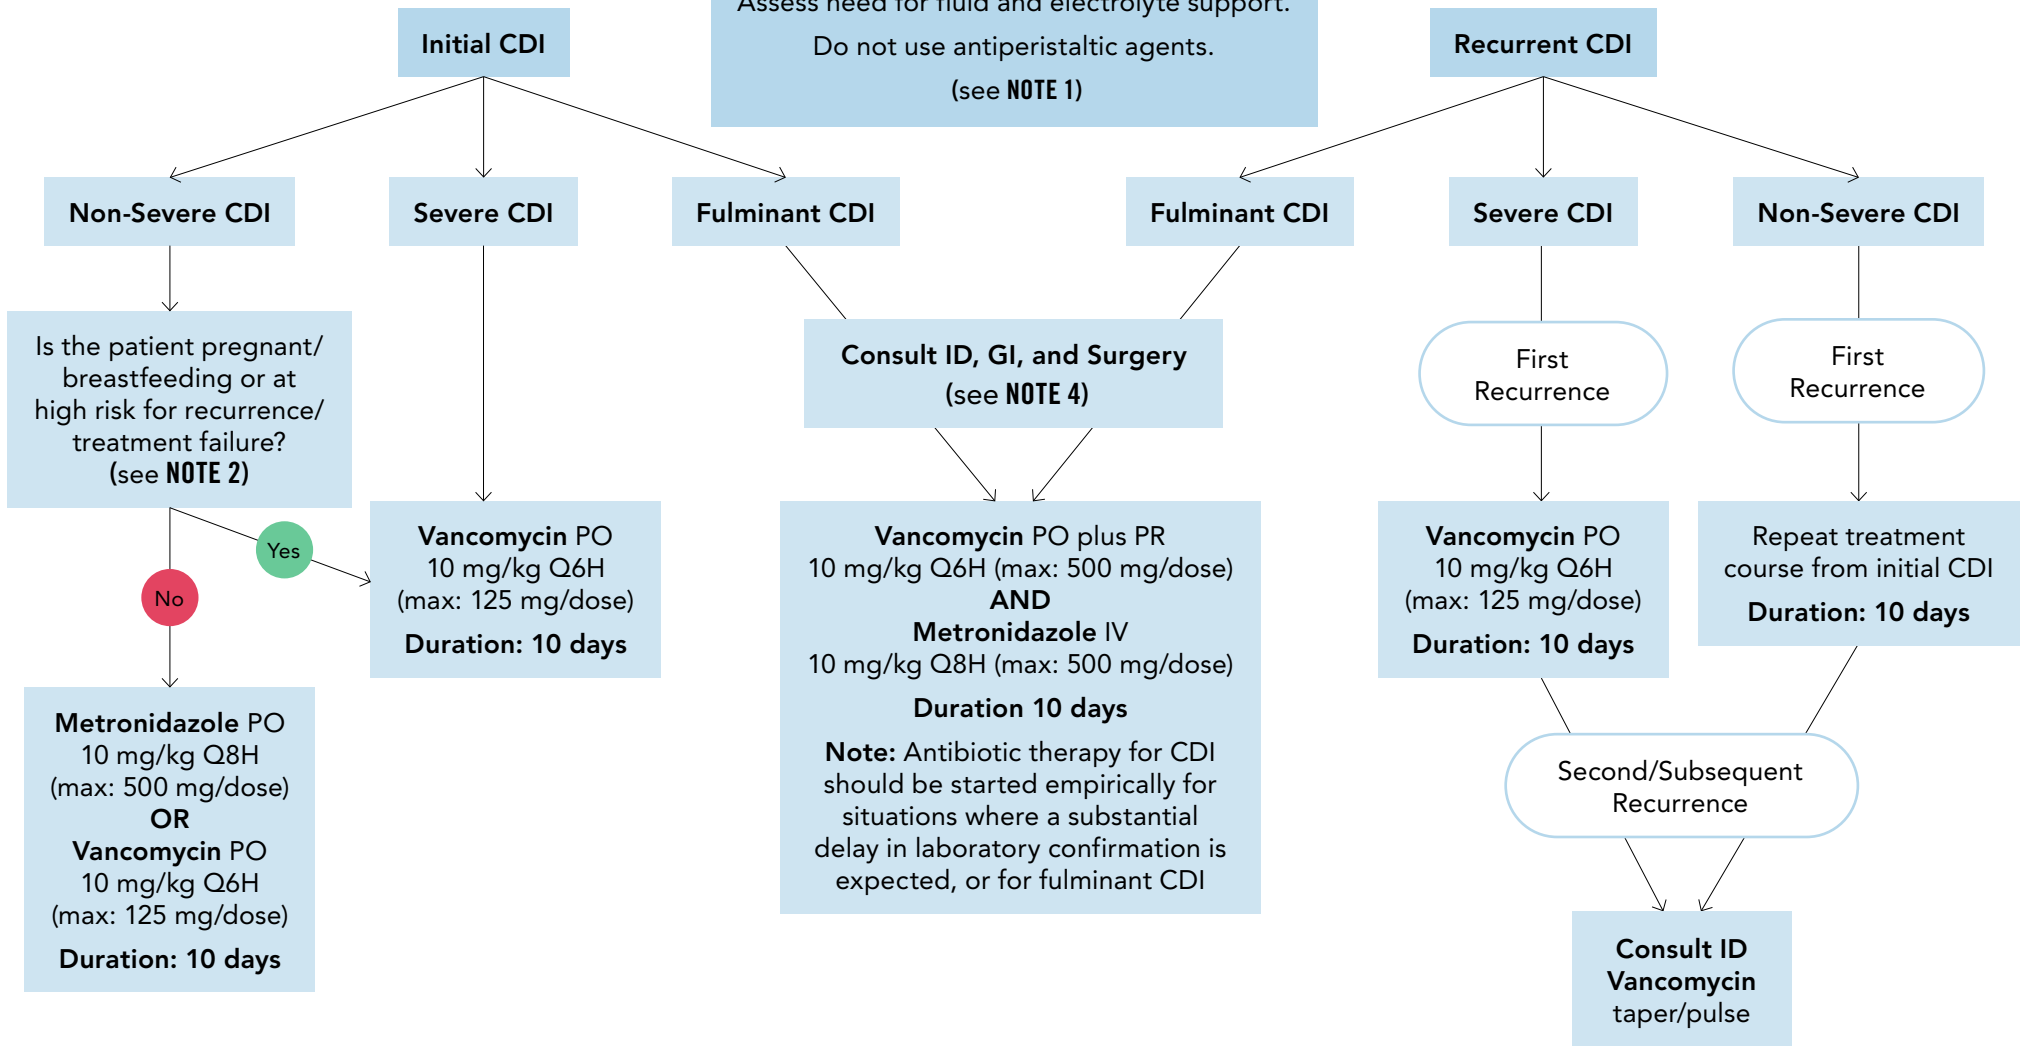 Assess need for fluid and electrolyte support.
Do not use antiperistaltic agents.
(see NOTE 1)
Initial CDI
Recurrent CDI
Non-Severe CDI
Severe CDI
Fulminant CDI
Fulminant CDI
Severe CDI
Non-Severe CDI
Is the patient pregnant/
breastfeeding or at
high risk for recurrence/
treatment failure?
(see NOTE 2)
Yes
No
Metronidazole PO
10 mg/kg Q8H
(max: 500 mg/dose)
OR
Vancomycin PO
10 mg/kg Q6H
(max: 125 mg/dose)
Duration: 10 days
Vancomycin PO
10 mg/kg Q6H
(max: 125 mg/dose)
Duration: 10 days
Consult ID, GI, and Surgery
(see NOTE 4)
Vancomycin PO plus PR
10 mg/kg Q6H (max: 500 mg/dose)
AND
Metronidazole IV
10 mg/kg Q8H (max: 500 mg/dose)
Duration 10 days
Note: Antibiotic therapy for CDI
should be started empirically for
situations where a substantial
delay in laboratory confirmation is
expected, or for fulminant CDI
First
Recurrence
Vancomycin PO
10 mg/kg Q6H
(max: 125 mg/dose)
Duration: 10 days
First
Recurrence
Repeat treatment
course from initial CDI
Duration: 10 days
Second/Subsequent
Recurrence
Consult ID
Vancomycin
taper/pulse